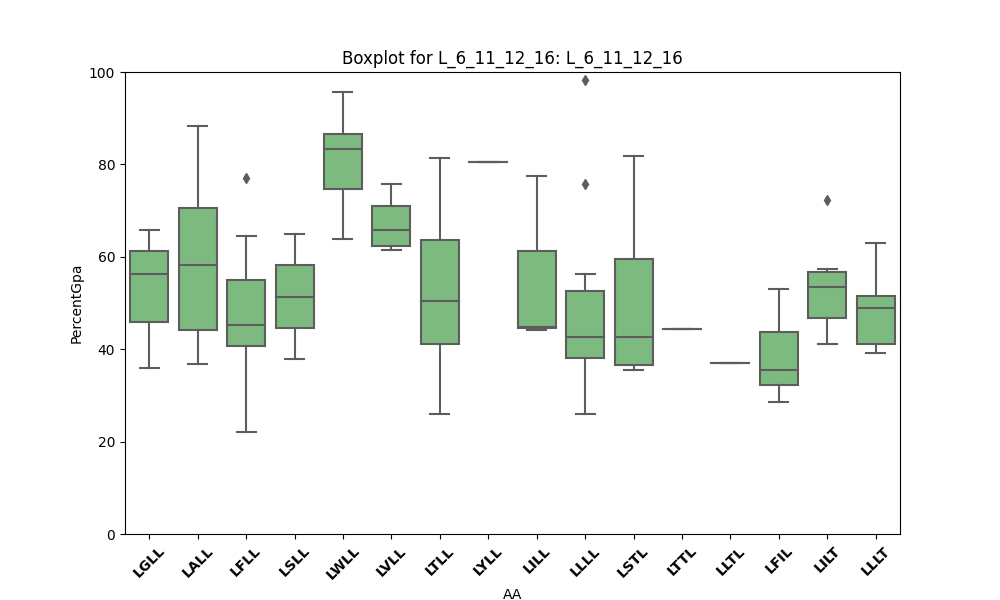 Boxplot for L_6_11_12_16: L_6_11_12_16
100
80
60
40
20
0
PercentGpa
LGLL LALL LFLL LSLL LWLL LVLL LTLL LYLL LILL LLLL LSTL LTTL LLTL LFIL LILT LLLT
AA